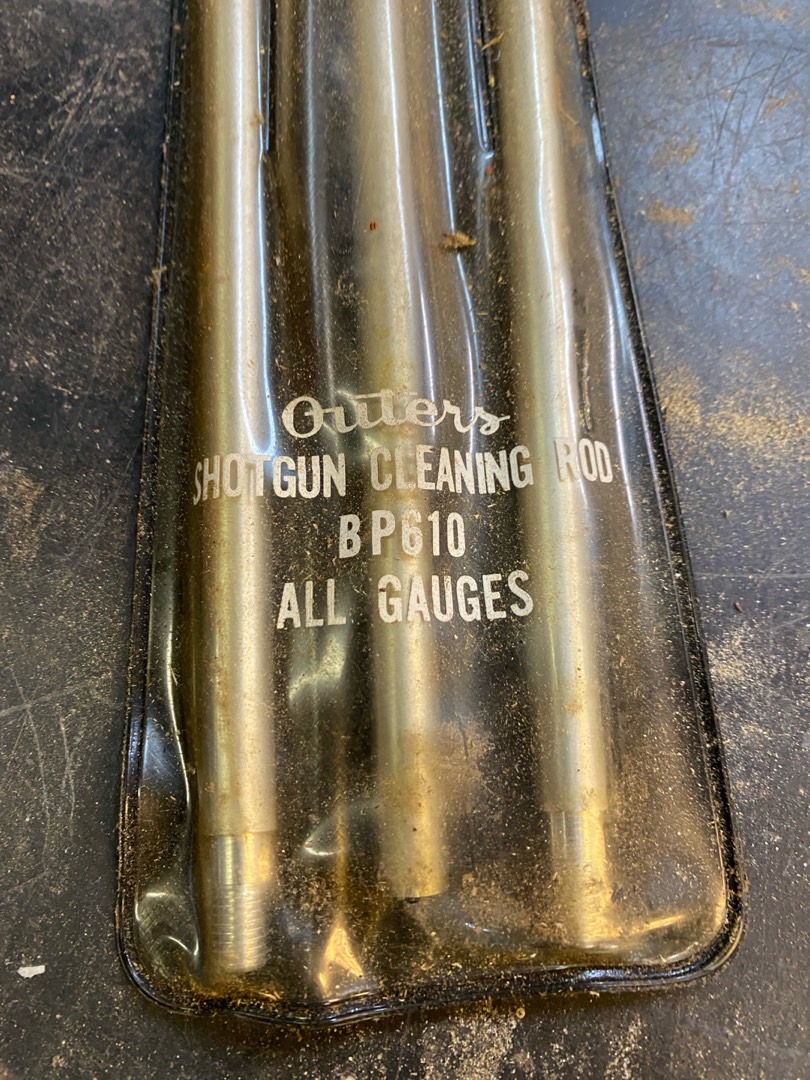 Outers
SHOTGUN CLEANING ROD
BP610
ALL GAUGES